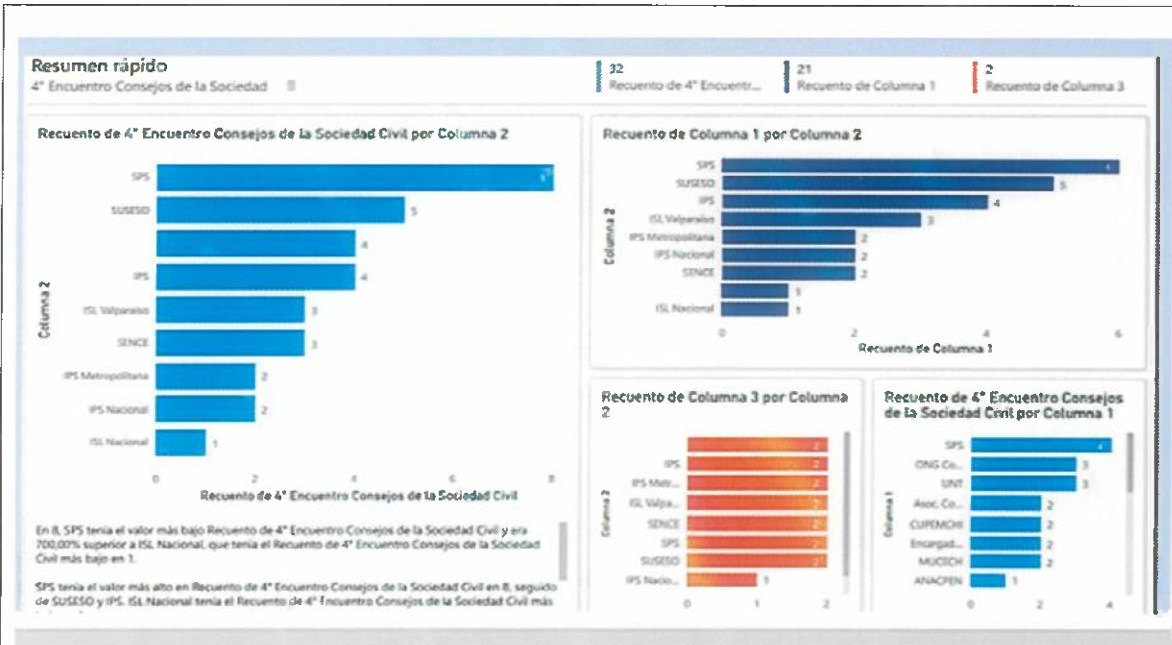 Resumen rápido
4° Encuentro Consejos de la Sociedad
32
Recuento de 4° Encuentr...
21
Recuento de Columna 1
2
Recuento de Columna 3
Recuento de 4° Encuentro Consejos de la Sociedad Civil por Columna 2
Columna 2
SPS
SUSESO 5
4
IPS 4
ISL Valparaíso 3
SENCE 3
IPS Metropolitana 2
IPS Nacional 2
ISL Nacional 1
0 2 4 6 8
Recuento de 4° Encuentro Consejos de la Sociedad Civil
En 8, SPS tenía el valor más bajo Recuento de 4° Encuentro Consejos de la Sociedad Civil y era
700,00% superior a ISL Nacional, que tenía el Recuento de 4° Encuentro Consejos de la Sociedad
Civil más bajo en 1.
SPS tenía el valor más alto en Recuento de 4° Encuentro Consejos de la Sociedad Civil en 8, seguido
de SUSESO y IPS. ISL Nacional tenía el Recuento de 4° Encuentro Consejos de la Sociedad Civil más
Recuento de Columna 1 por Columna 2
Columna 2
SPS
SUSESO 5
IPS 4
ISL Valparaíso 3
IPS Metropolitana 2
IPS Nacional 2
SENCE 2
1
ISL Nacional 1
0 2 4 6
Recuento de Columna 1
Recuento de Columna 3 por Columna
2
Columna 2
2
IPS 2
IPS Metr... 2
ISL Valpa... 2
SENCE 2
SPS 2
SUSESO 2
IPS Nacio... 1
0 1 2
Recuento de 4° Encuentro Consejos
de la Sociedad Civil por Columna 1
Columna 1
SPS 4
ONG Co... 3
UNT 3
Asoc. Co... 2
CUPEMCHI 2
Encargad... 2
MUCECH 2
ANACPEN 1
0 2 4